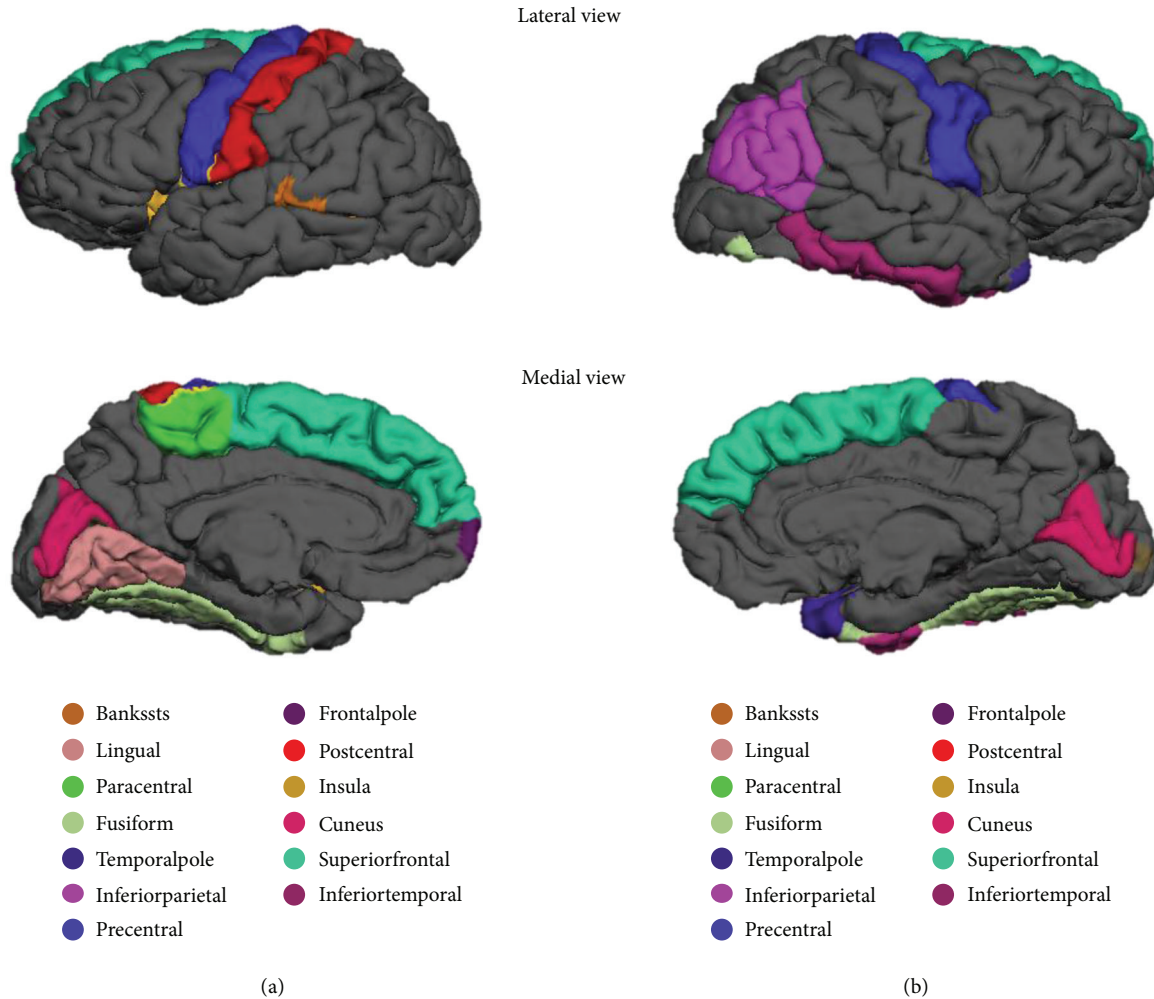 Lateral view
Medial view
Bankssts
Lingual
Paracentral
Fusiform
Temporalpole
Inferiorparietal
Precentral
Frontalpole
Postcentral
Insula
Cuneus
Superiorfrontal
Inferiortemporal
(a)
Bankssts
Lingual
Paracentral
Fusiform
Temporalpole
Inferiorparietal
Precentral
Frontalpole
Postcentral
Insula
Cuneus
Superiorfrontal
Inferiortemporal
(b)